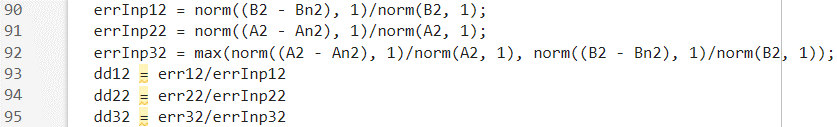 90 errInp12 = norm((B2 - Bn2), 1)/norm(B2, 1);
91 errInp22 = norm((A2 - An2), 1)/norm(A2, 1);
92 errInp32 = max(norm((A2 - An2), 1)/norm(A2, 1), norm((B2 - Bn2), 1)/norm(B2, 1));
93 dd12 = err12/errInp12
94 dd22 = err22/errInp22
95 dd32 = err32/errInp32